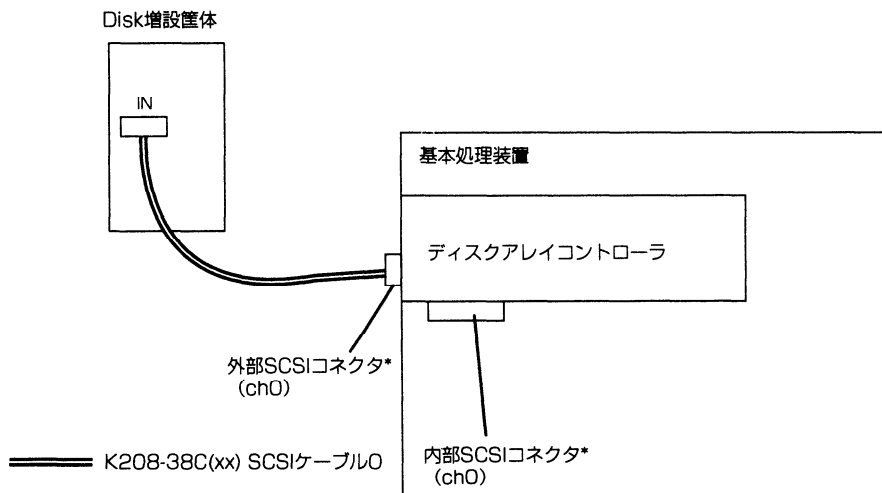 Disk増設筐体
IN
基本処理装置
ディスクアレイコントローラ
外部SCSIコネクタ*
(ch0)
K208-38C(xx) SCSIケーブル0
内部SCSIコネクタ*
(ch0)